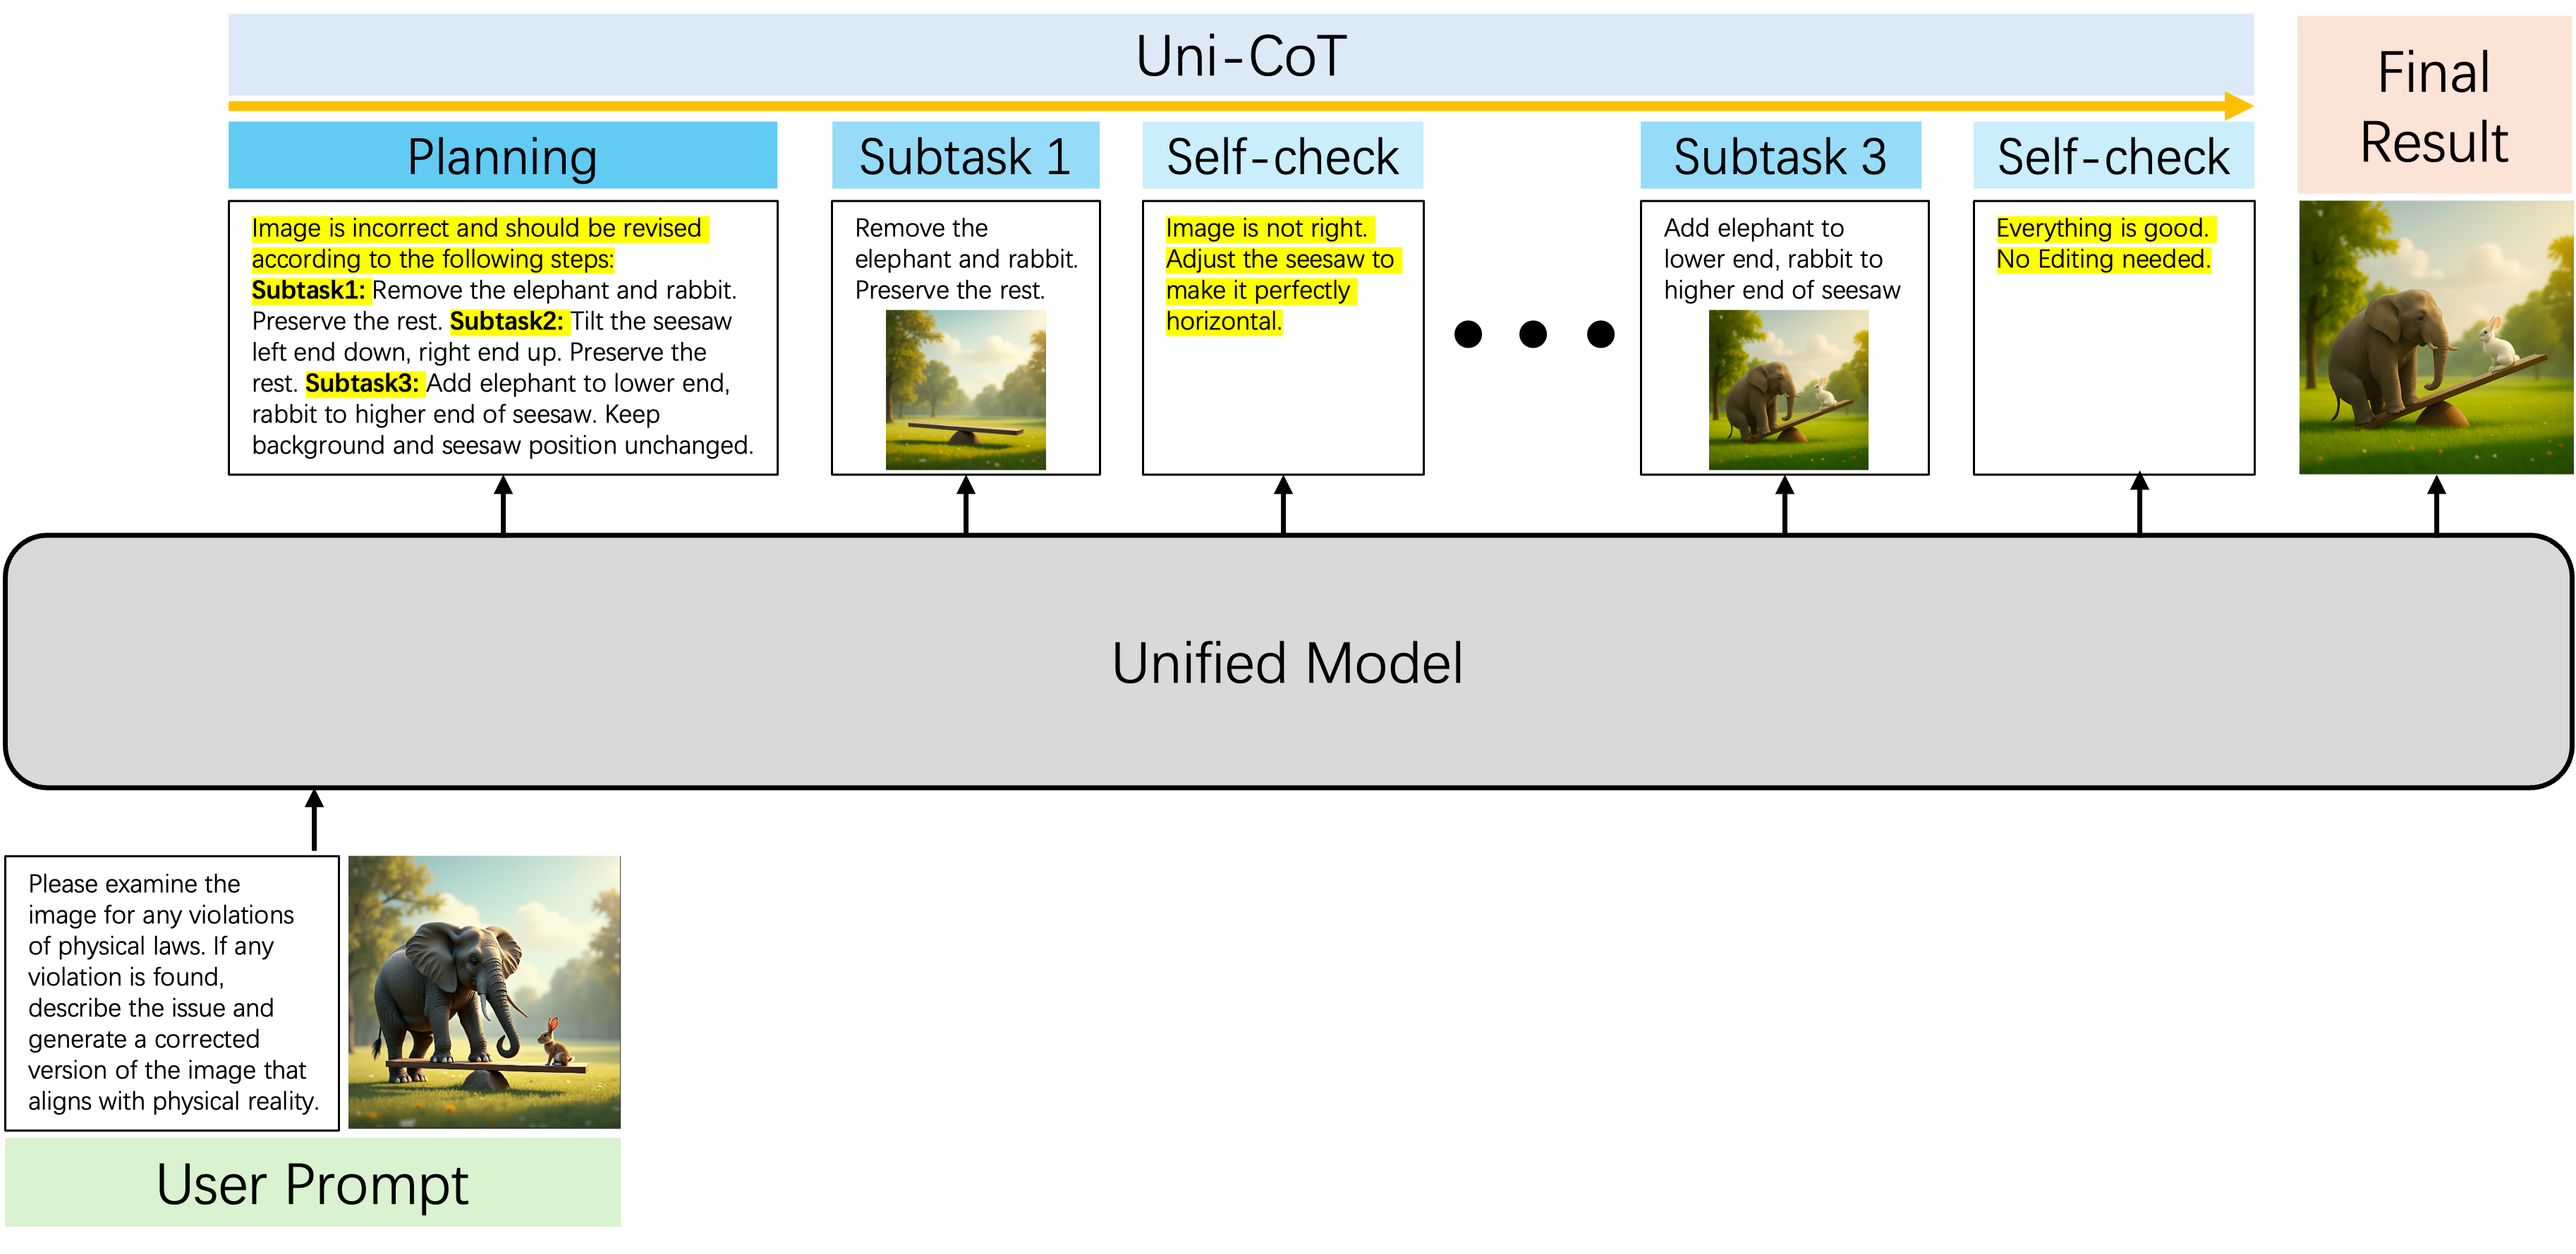 Uni-CoT
Final
Result
Planning
Subtask 1
Self-check
Subtask 3
Self-check
Image is incorrect and should be revised
according to the following steps:
Subtask1: Remove the elephant and rabbit.
Preserve the rest. Subtask2: Tilt the seesaw
left end down, right end up. Preserve the
rest. Subtask3: Add elephant to lower end,
rabbit to higher end of seesaw. Keep
background and seesaw position unchanged.
Remove the
elephant and rabbit.
Preserve the rest.
Image is not right.
Adjust the seesaw to
make it perfectly
horizontal.
Add elephant to
lower end, rabbit to
higher end of seesaw
Everything is good.
No Editing needed.
Unified Model
Please examine the
image for any violations
of physical laws. If any
violation is found,
describe the issue and
generate a corrected
version of the image that
aligns with physical reality.
User Prompt